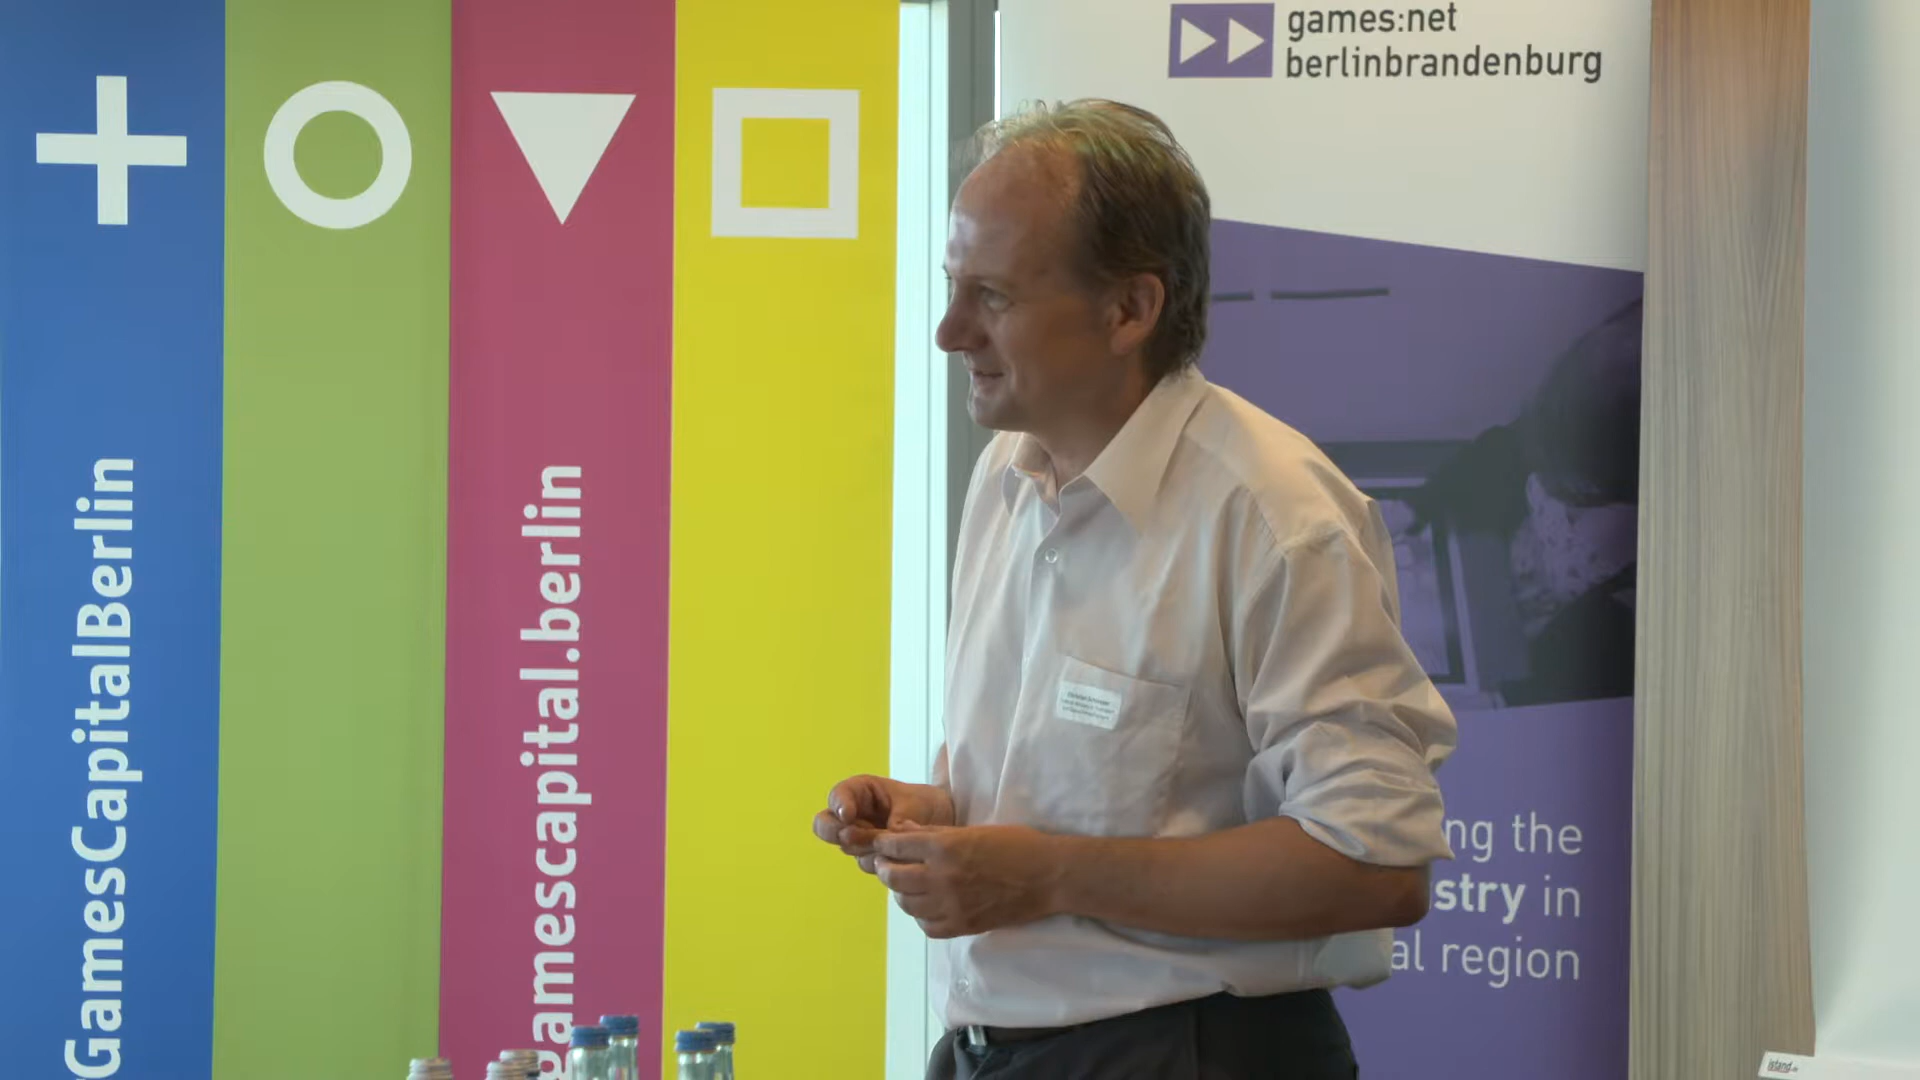 GamesCapitalBerlin
gamescapital.berlin
games:net
berlinbrandenburg
ng the
stry in
al region